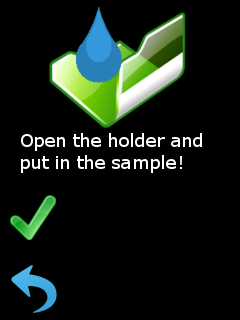 Open the holder and
put in the sample!